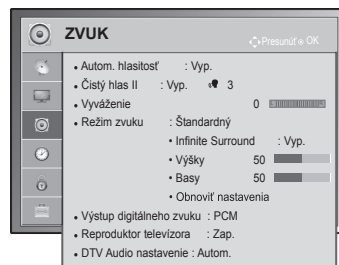 ZVUK
Presunúť OK
• Autom. hlasitosť : Vyp.
• Čistý hlas II : Vyp. 3
• Vyváženie 0
• Režim zvuku : Štandardný
• Infinite Surround : Vyp.
• Výšky 50
• Basy 50
• Obnoviť nastavenia
• Výstup digitálneho zvuku : PCM
• Reproduktor televízora : Zap.
• DTV Audio nastavenie : Autom.